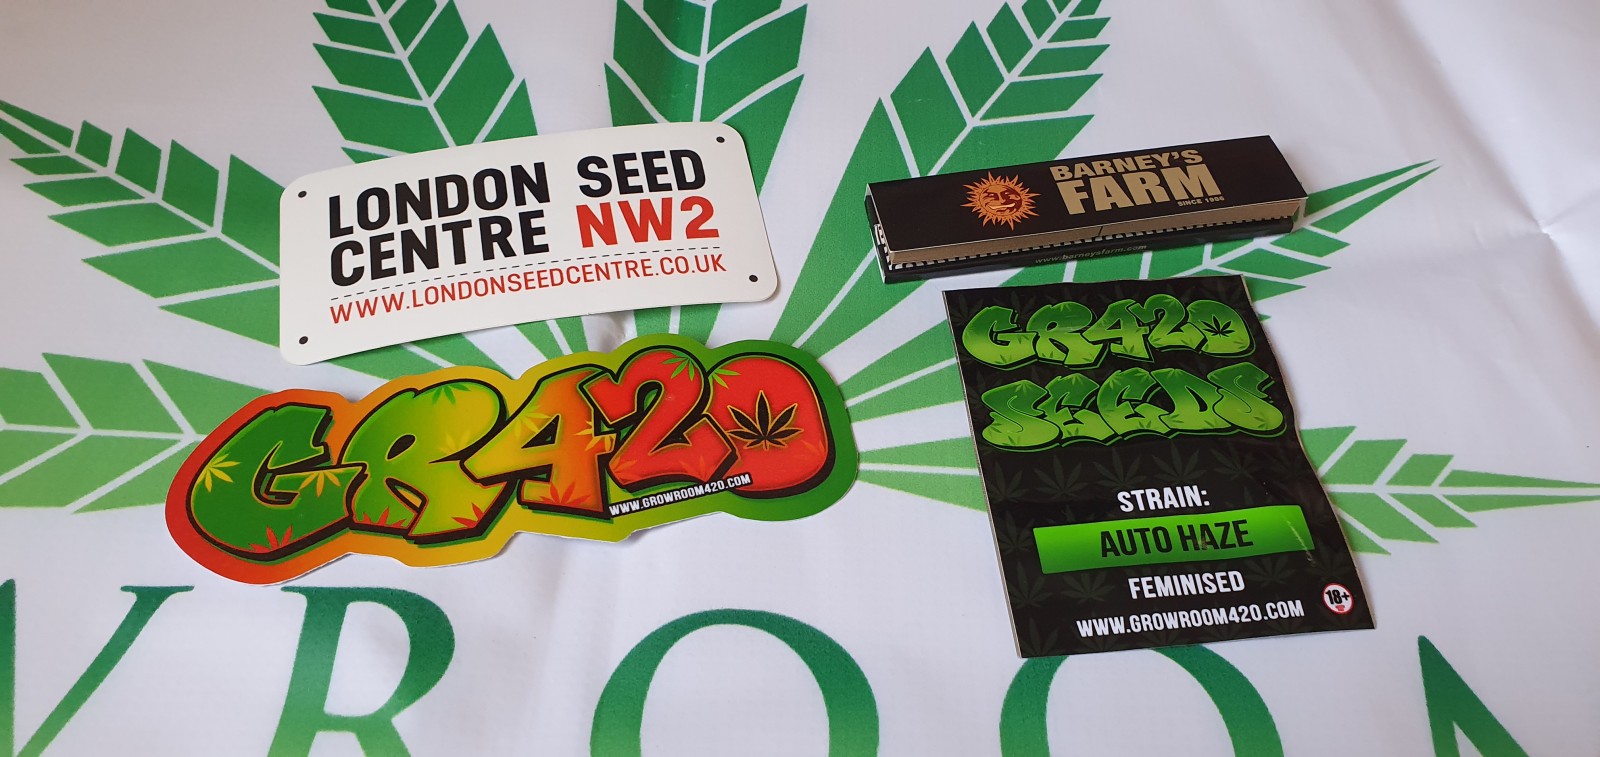 LONDON SEED
CENTRE NW2
WWW.LONDONSEEDCENTRE.CO.UK
BARNEY'S
FARM
SINCE 1986
www.barneysfarm.com
GR420
WWW.GROWROOM420.COM
GR420
SEEDS
STRAIN:
AUTO HAZE
FEMINISED
WWW.GROWROOM420.COM
18+
WROOM